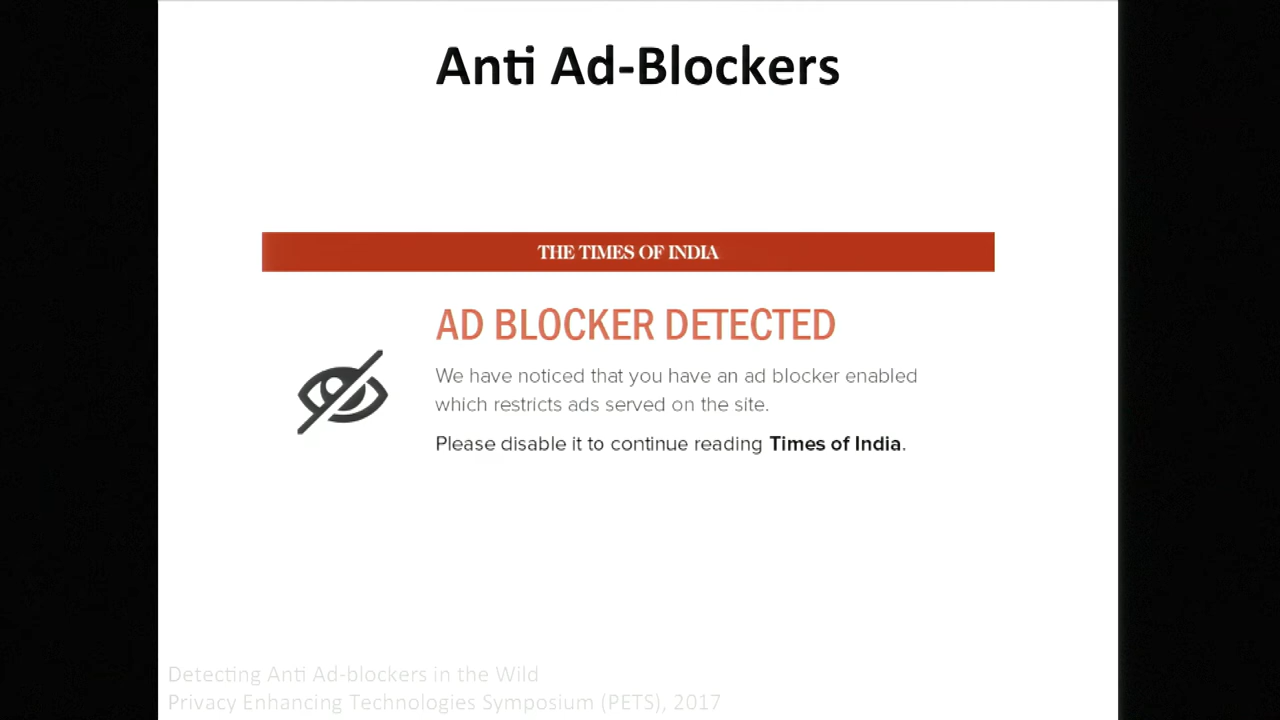 Anti Ad-Blockers
THE TIMES OF INDIA
AD BLOCKER DETECTED
We have noticed that you have an ad blocker enabled
which restricts ads served on the site.
Please disable it to continue reading Times of India.
Detecting Anti Ad-blockers in the Wild
Privacy Enhancing Technologies Symposium (PETS), 2017